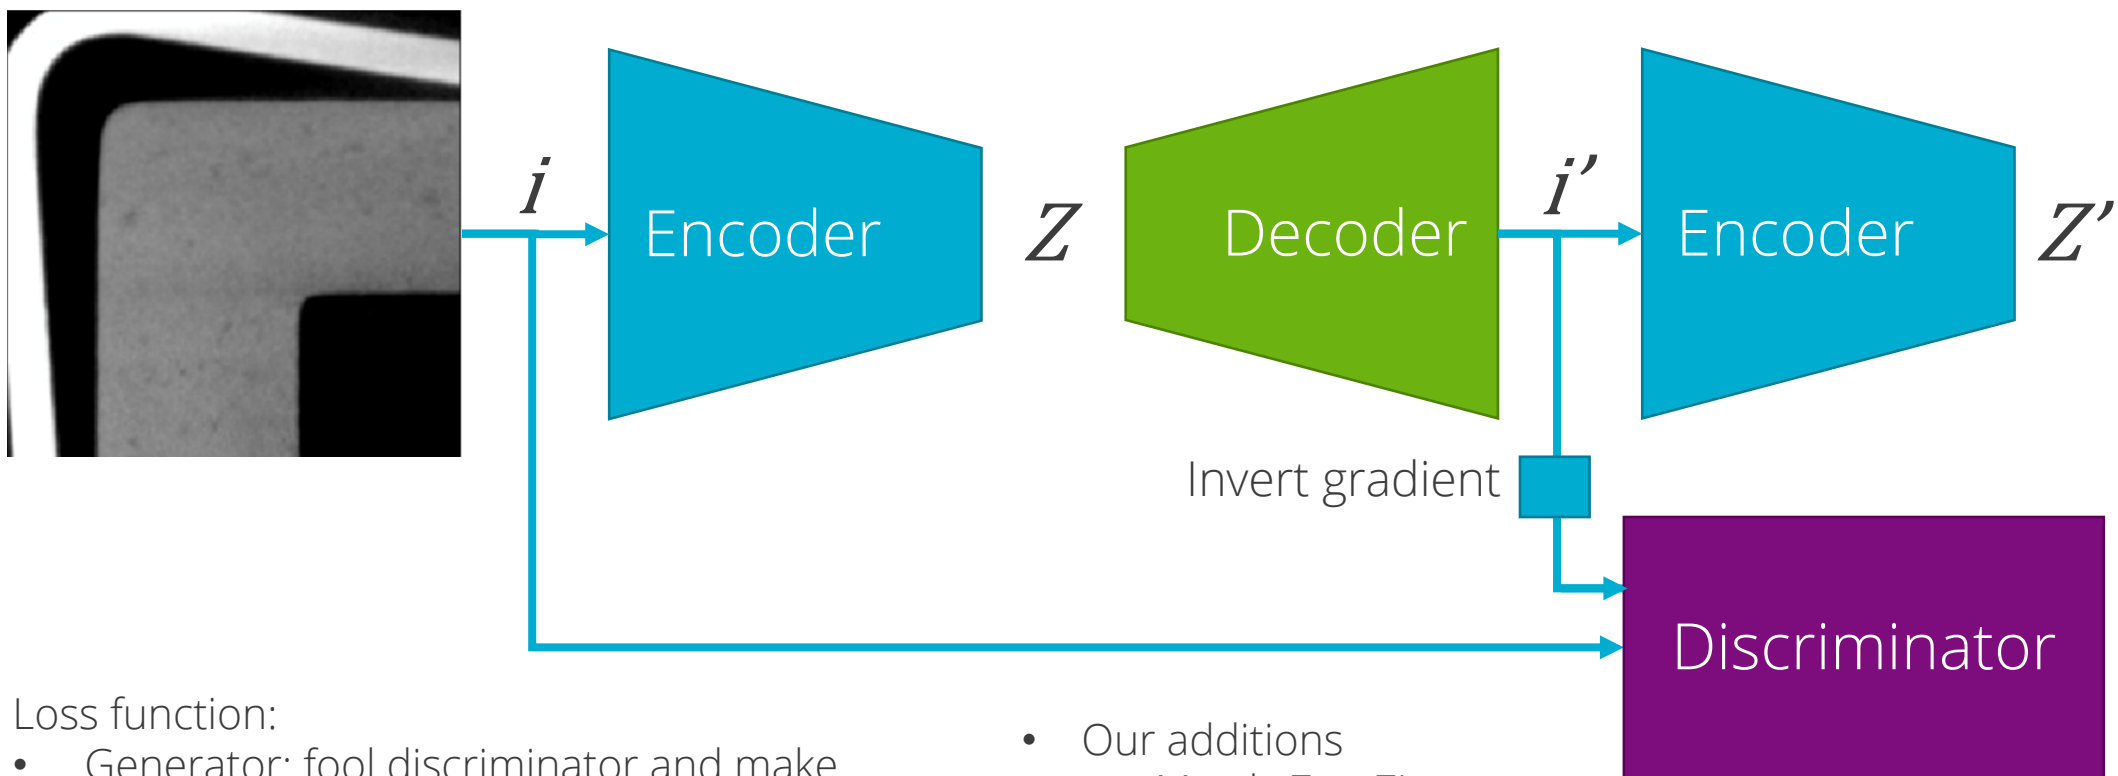 i
Encoder
Z
Decoder
i’
Encoder
Z’
Invert gradient
Discriminator
Loss function:
• Generator: fool discriminator and make
• Our additions